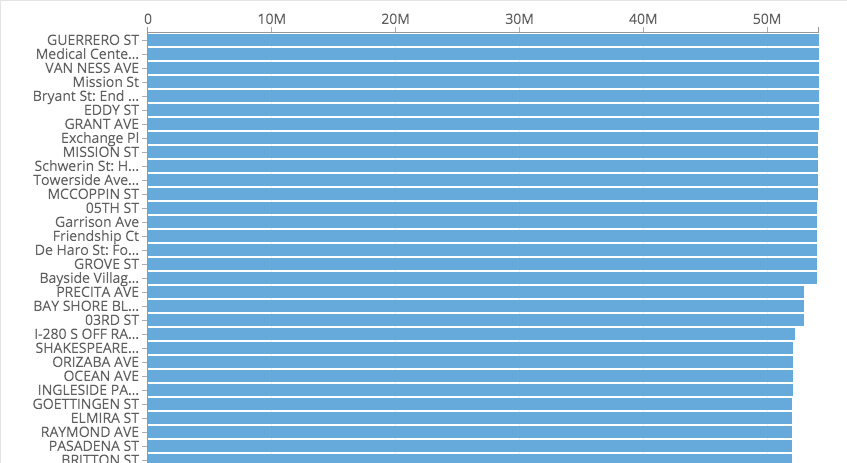 0 10M 20M 30M 40M 50M
GUERRERO ST
Medical Cente...
VAN NESS AVE
Mission St
Bryant St: End ...
EDDY ST
GRANT AVE
Exchange Pl
MISSION ST
Schwerin St: H...
Towerside Ave...
MCCOPPIN ST
05TH ST
Garrison Ave
Friendship Ct
De Haro St: Fo...
GROVE ST
Bayside Villag...
PRECITA AVE
BAY SHORE BL...
03RD ST
I-280 S OFF RA...
SHAKESPEARE...
ORIZABA AVE
OCEAN AVE
INGLESIDE PA...
GOETTINGEN ST
ELMIRA ST
RAYMOND AVE
PASADENA ST
BRITTON ST